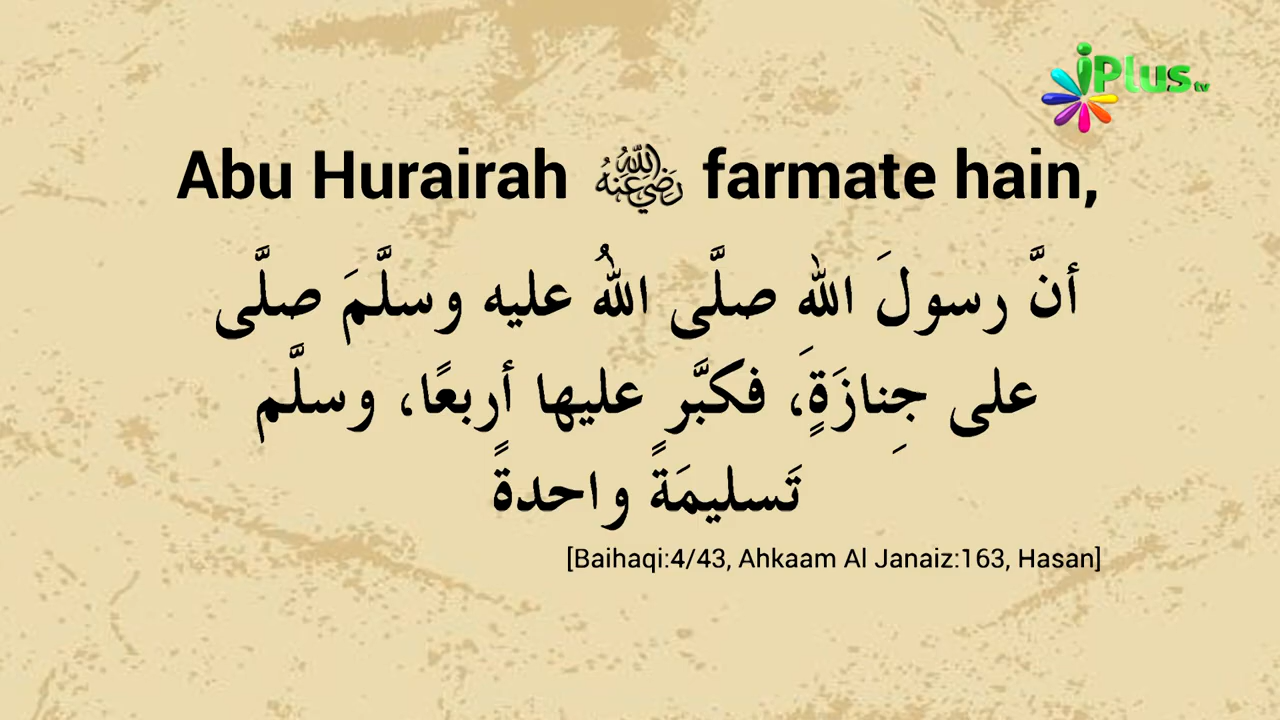 iPlus tv
Abu Hurairah رضي الله عنه farmate hain,
أنَّ رسولَ اللهِ صلَّى اللهُ عليه وسلَّمَ صلَّى
على جِنازَةٍَ، فكبَّر عليها أربعًا، وسلَّم
تَسليمَةًً واحدةً
[Baihaqi:4/43, Ahkaam Al Janaiz:163, Hasan]